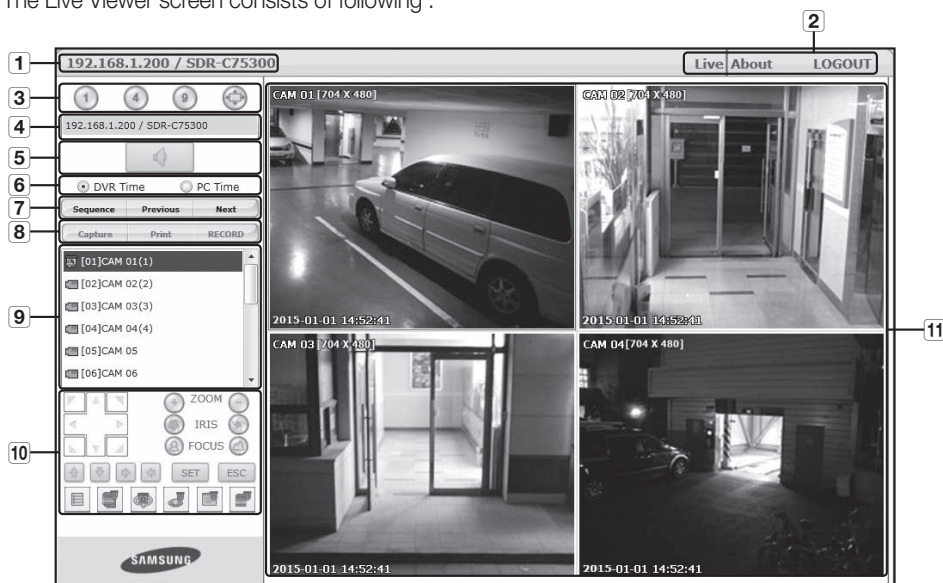 The Live Viewer screen consists of following :
2
1
192.168.1.200 / SDR-C75300
Live About LOGOUT
3
1 4 9
4
192.168.1.200 / SDR-C75300
5
6
DVR Time PC Time
7
Sequence Previous Next
8
Capture Print RECORD
9
[01]CAM 01(1)
[02]CAM 02(2)
[03]CAM 03(3)
[04]CAM 04(4)
[05]CAM 05
[06]CAM 06
10
ZOOM
IRIS
FOCUS
SET ESC
SAMSUNG
CAM 01 [704 X 480]
2015-01-01 14:52:41
CAM 02 [704 X 480]
2015-01-01 14:52:41
11
CAM 03 [704 X 480]
2015-01-01 14:52:41
CAM 04[704 X 480]
2015-01-01 14:52:41